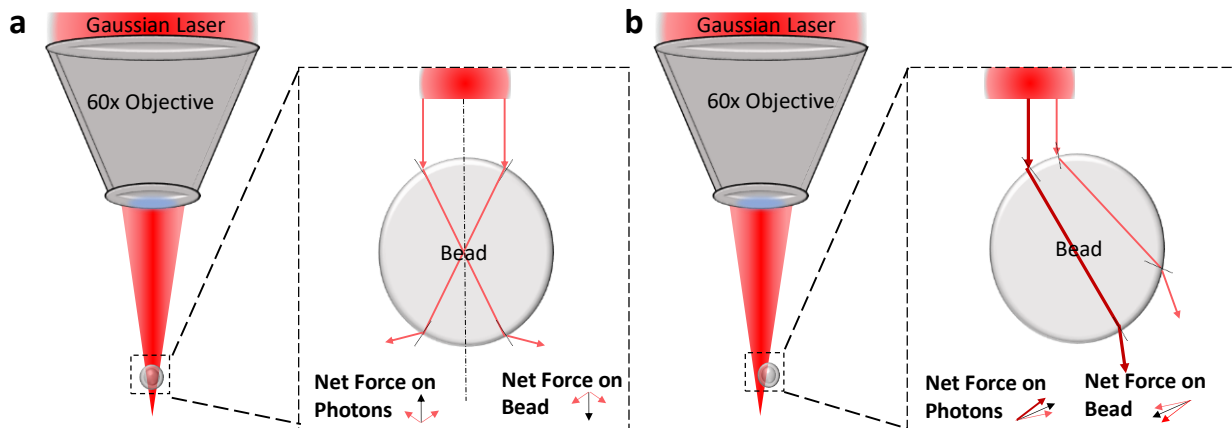 a
Gaussian Laser
60x Objective
Bead
Net Force on
Photons
Net Force on
Bead
b
Gaussian Laser
60x Objective
Bead
Net Force on
Photons
Net Force on
Bead